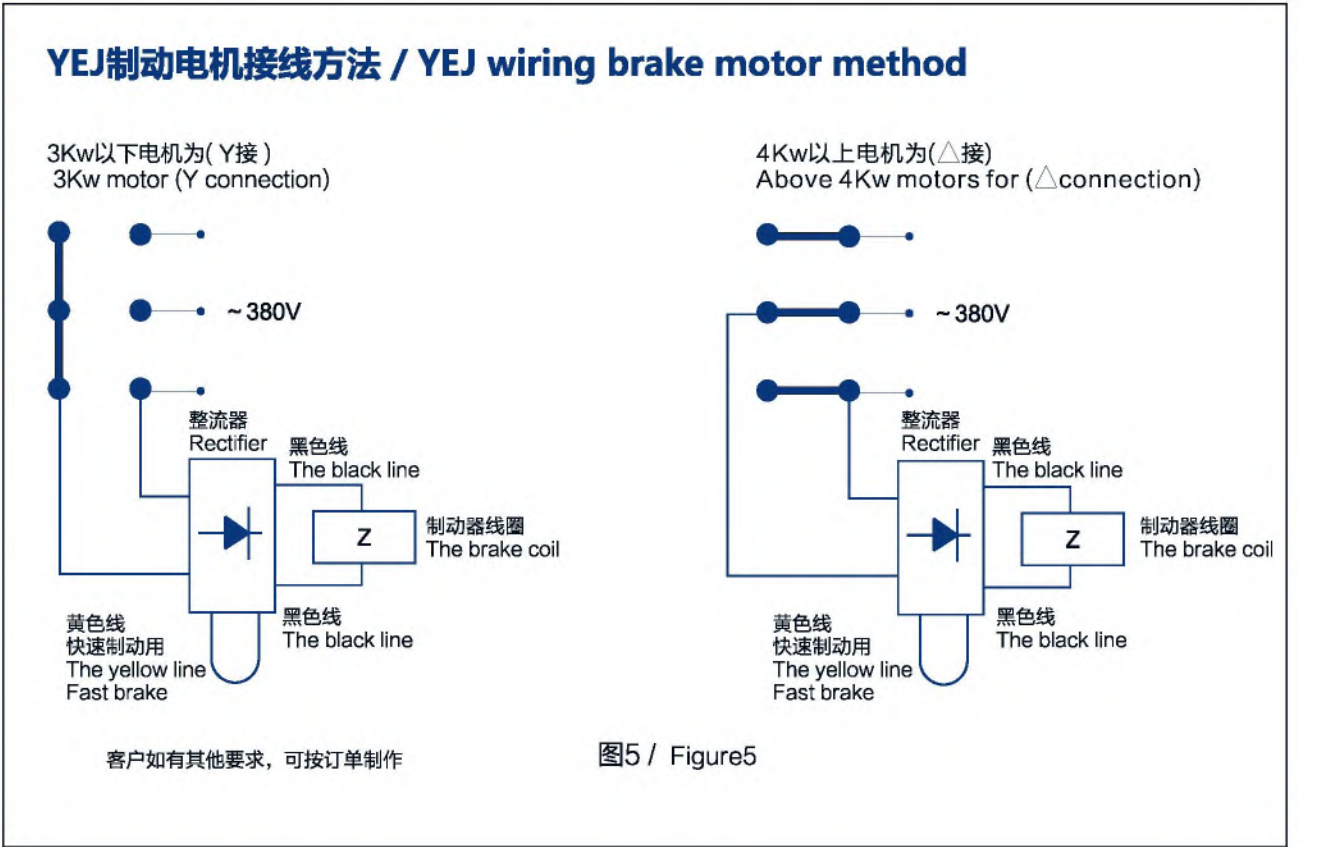 YEJ制动电机接线方法 / YEJ wiring brake motor method
3Kw以下电机为( Y接 )
3Kw motor (Y connection)
~380V
整流器
Rectifier
黑色线
The black line
Z
制动器线圈
The brake coil
黑色线
The black line
黄色线
快速制动用
The yellow line
Fast brake
4Kw以上电机为(△接)
Above 4Kw motors for (△connection)
~380V
整流器
Rectifier
黑色线
The black line
Z
制动器线圈
The brake coil
黑色线
The black line
黄色线
快速制动用
The yellow line
Fast brake
客户如有其他要求，可按订单制作
图5 / Figure5